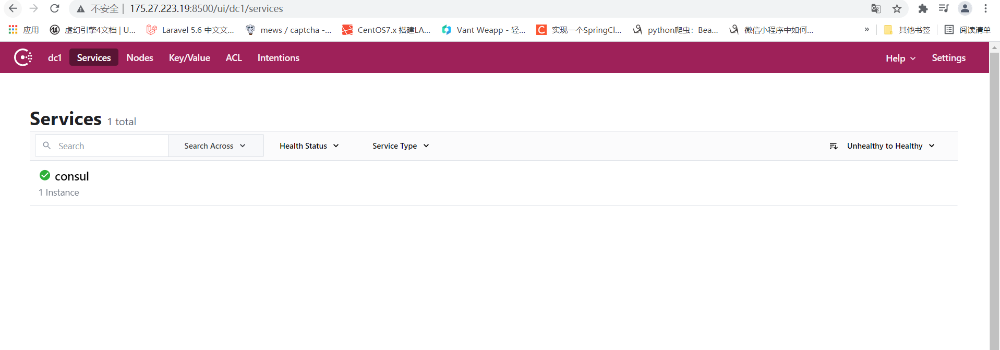 不安全 | 175.27.223.19:8500/ui/dc1/services
应用 虚幻引擎4文档 | U... Laravel 5.6 中文文... mews / captcha -... CentOS7.x 搭建LA... Vant Weapp - 轻... C 实现一个SpringCl... python爬虫：Bea... 微信小程序中如何... » 其他书签 阅读清单
dc1 Services Nodes Key/Value ACL Intentions Help Settings
Services 1 total
Search Search Across Health Status Service Type Unhealthy to Healthy
consul
1 Instance